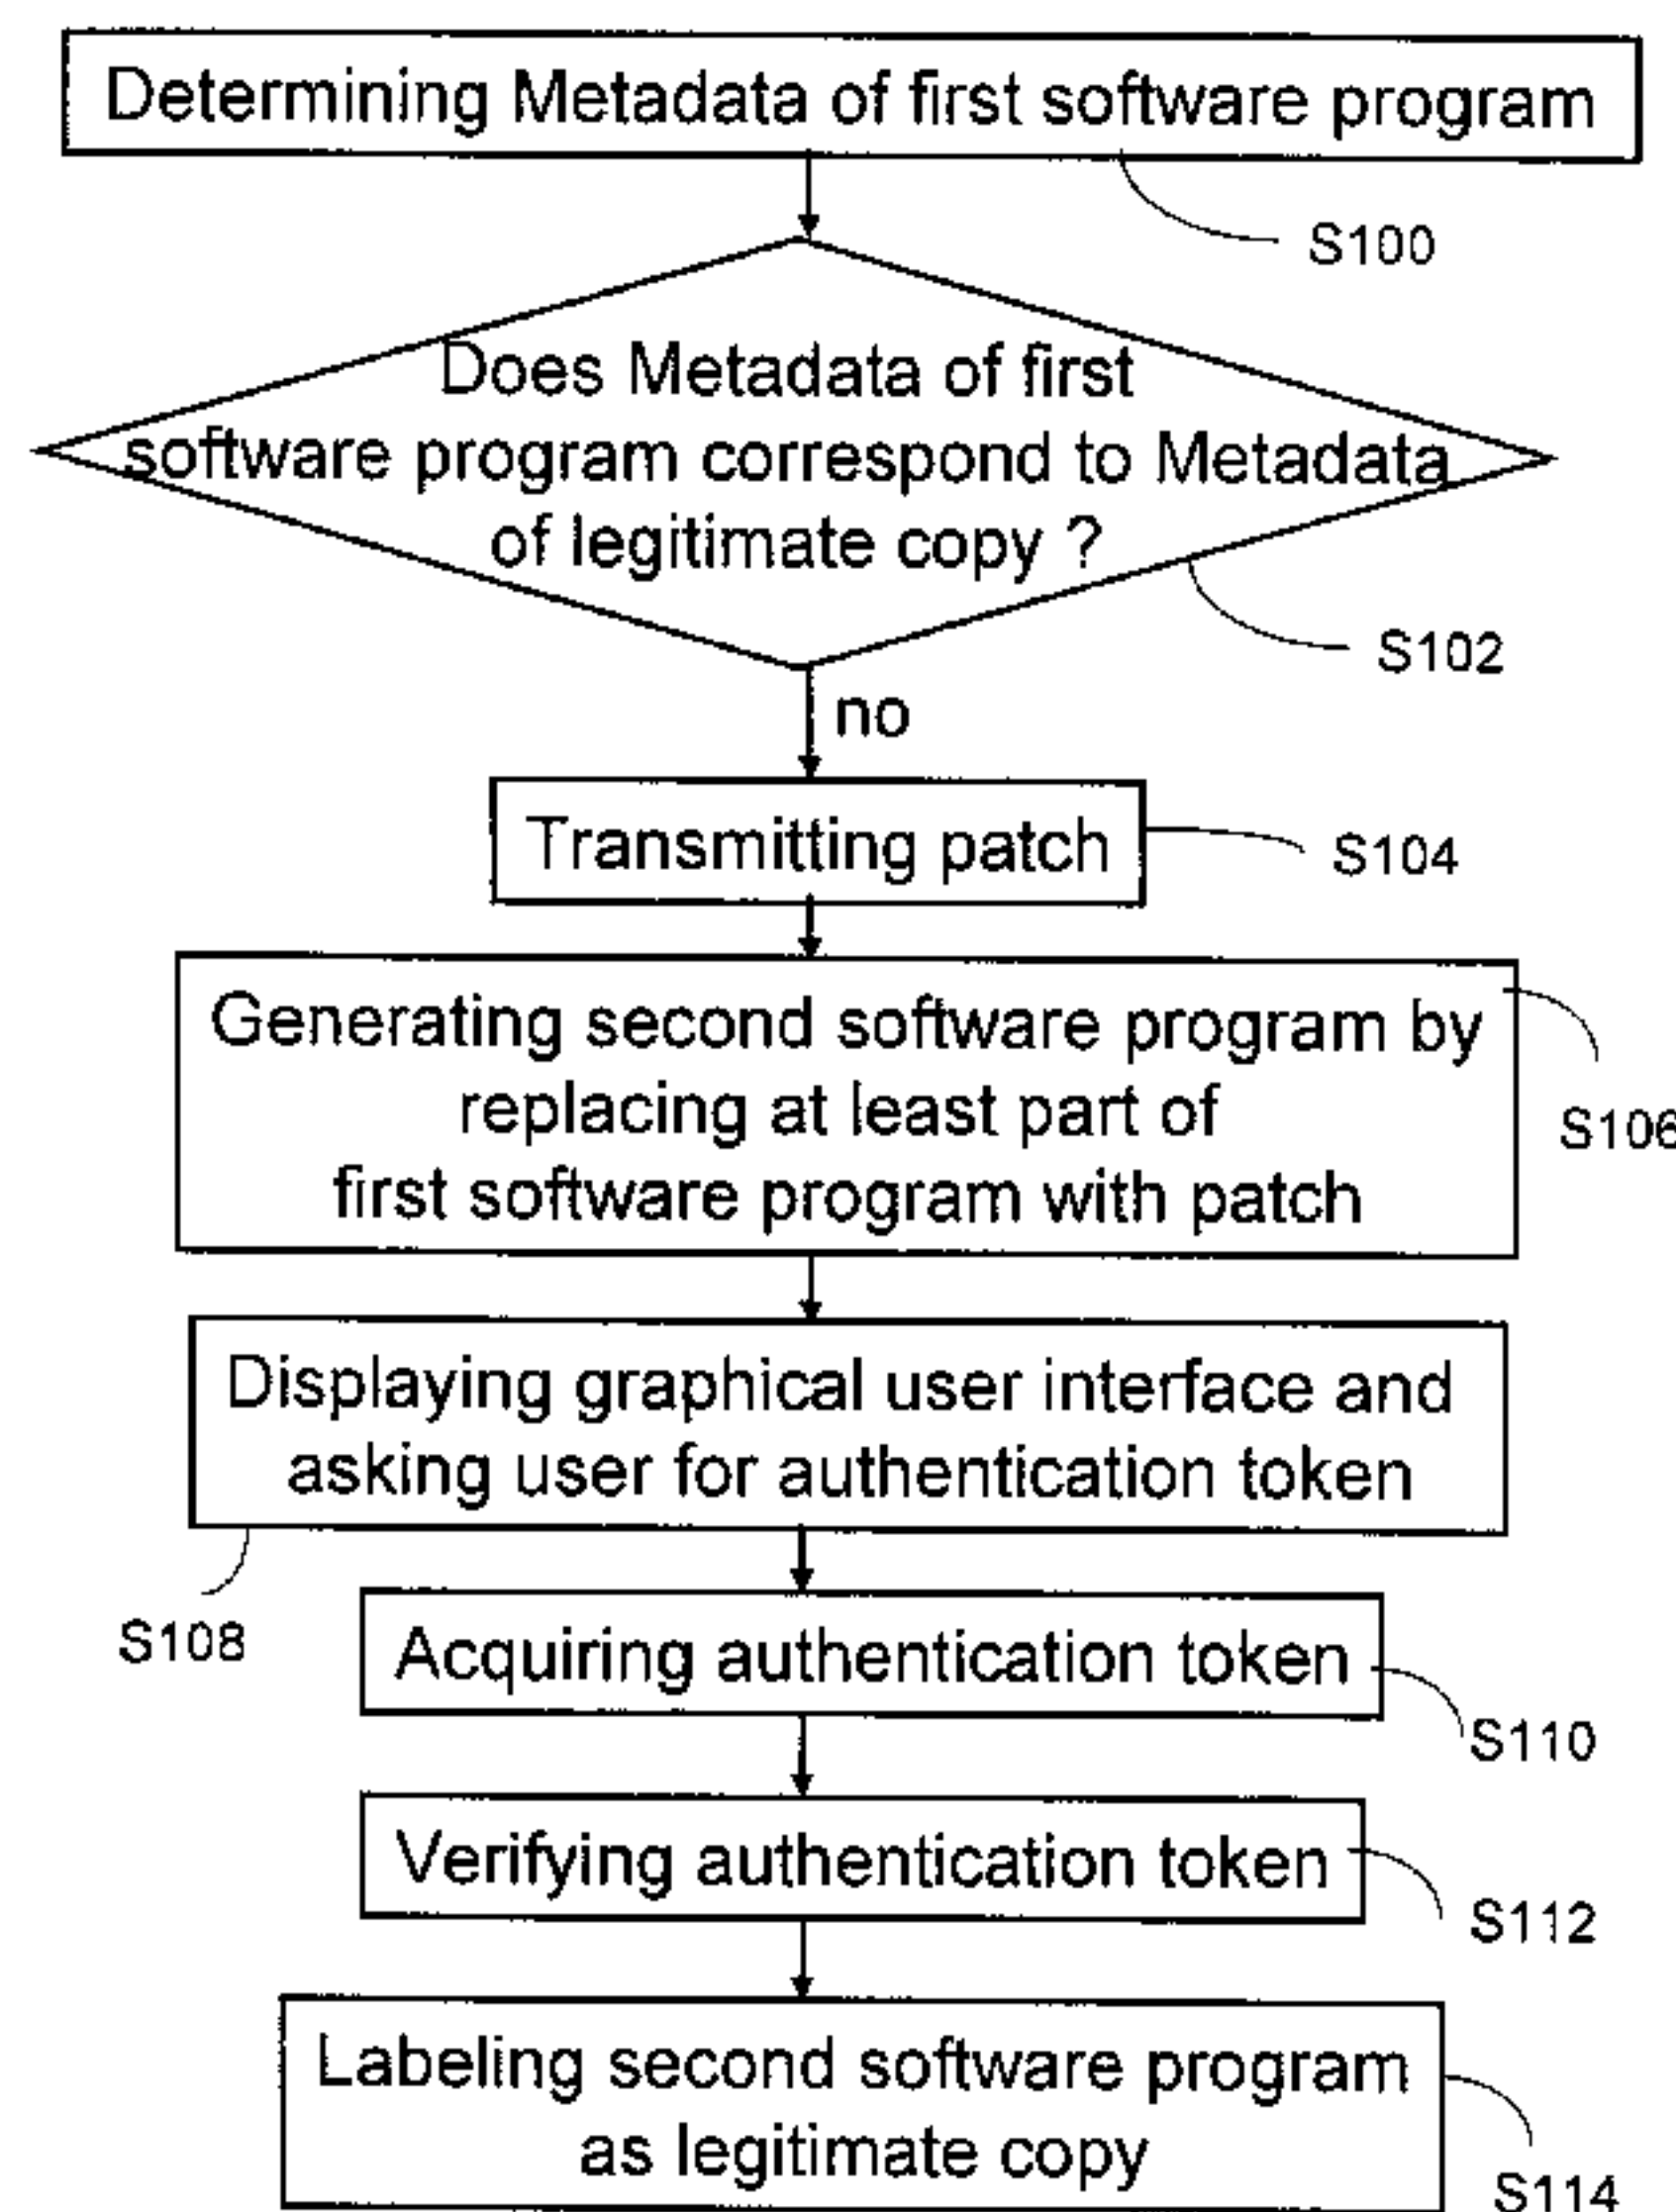 Determining Metadata of first software program
S100
Does Metadata of first
software program correspond to Metadata
of legitimate copy ?
S102
no
Transmitting patch
S104
Generating second software program by
replacing at least part of
first software program with patch
S106
Displaying graphical user interface and
asking user for authentication token
S108
Acquiring authentication token
S110
Verifying authentication token
S112
Labeling second software program
as legitimate copy
S114